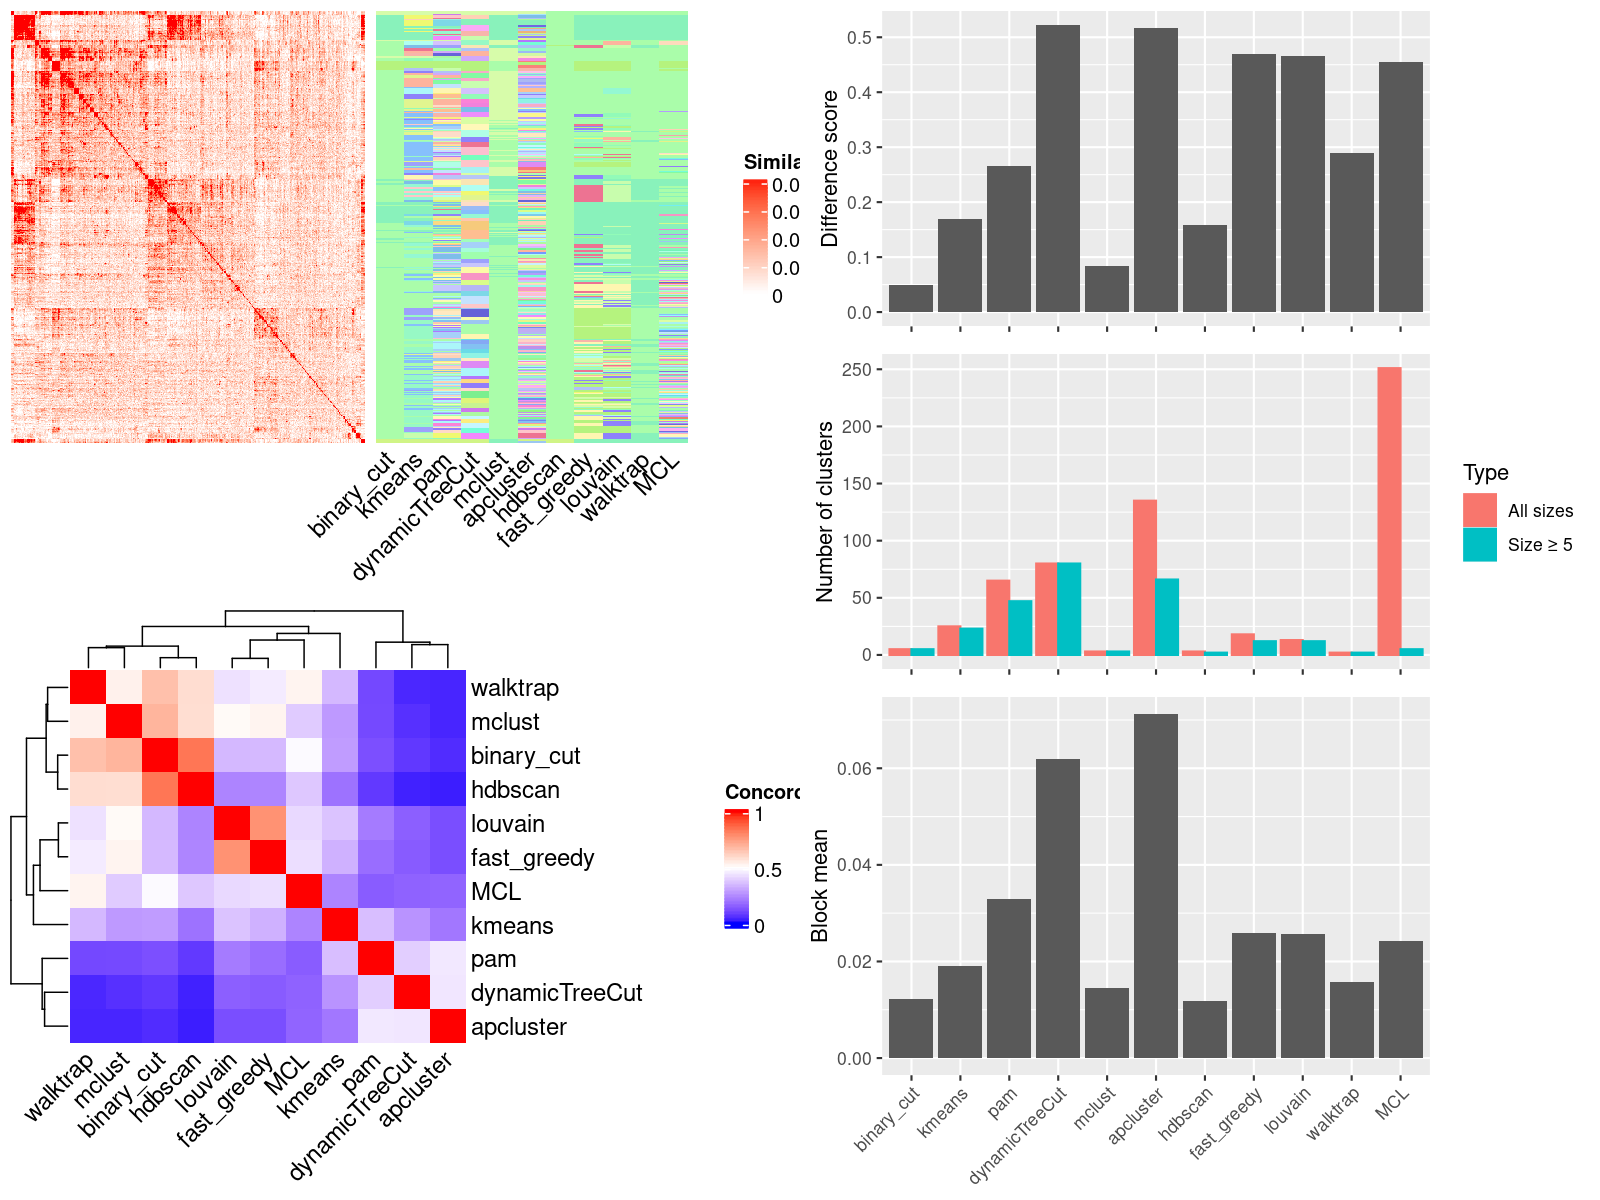 Simila
0.0
0.0
0.0
0.0
0
binary_cut
kmeans
pam
dynamicTreeCut
mclust
apcluster
hdbscan
fast_greedy
louvain
walktrap
MCL
walktrap
mclust
binary_cut
hdbscan
louvain
fast_greedy
MCL
kmeans
pam
dynamicTreeCut
apcluster
walktrap
mclust
binary_cut
hdbscan
louvain
fast_greedy
MCL
kmeans
pam
dynamicTreeCut
apcluster
Concord
1
0.5
0
Difference score
0.5
0.4
0.3
0.2
0.1
0.0
Number of clusters
250
200
150
100
50
0
Type
All sizes
Size ≥ 5
Block mean
0.06
0.04
0.02
0.00
binary_cut
kmeans
pam
dynamicTreeCut
mclust
apcluster
hdbscan
fast_greedy
louvain
walktrap
MCL